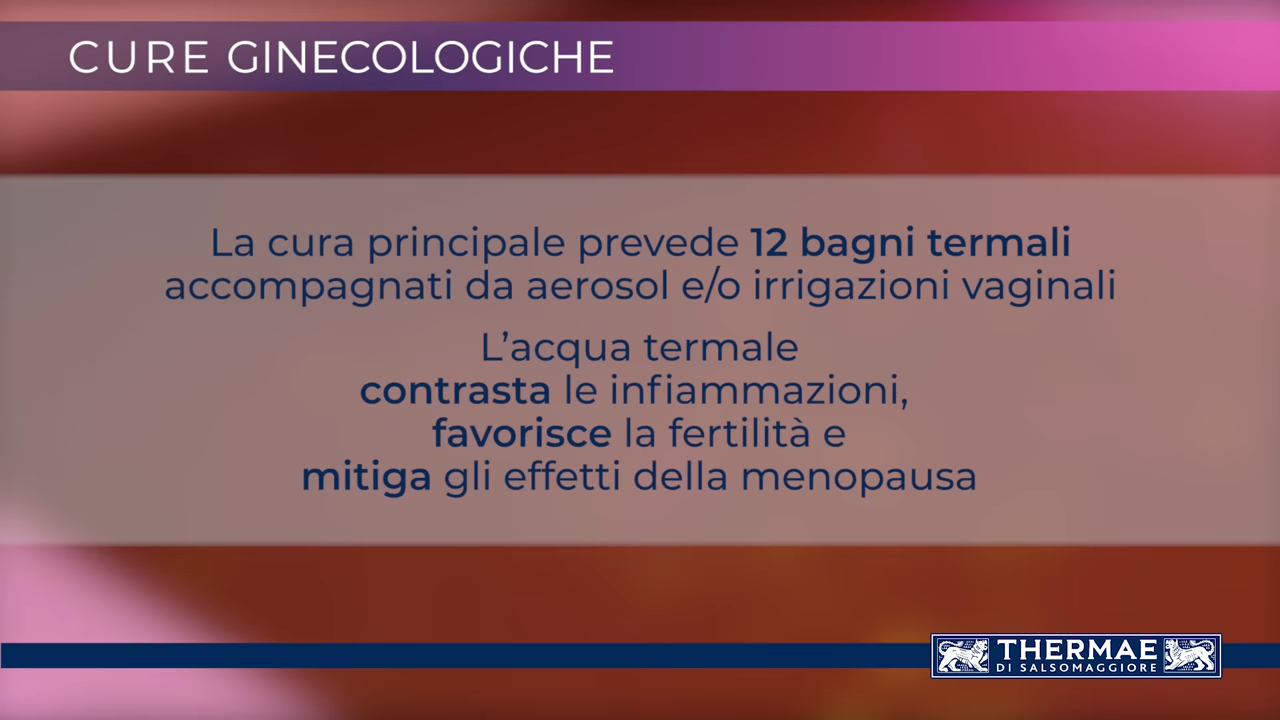 CURE GINECOLOGICHE
La cura principale prevede 12 bagni termali
accompagnati da aerosol e/o irrigazioni vaginali
L’acqua termale
contrasta le infiammazioni,
favorisce la fertilità e
mitiga gli effetti della menopausa
THERMAE
DI SALSOMAGGIORE